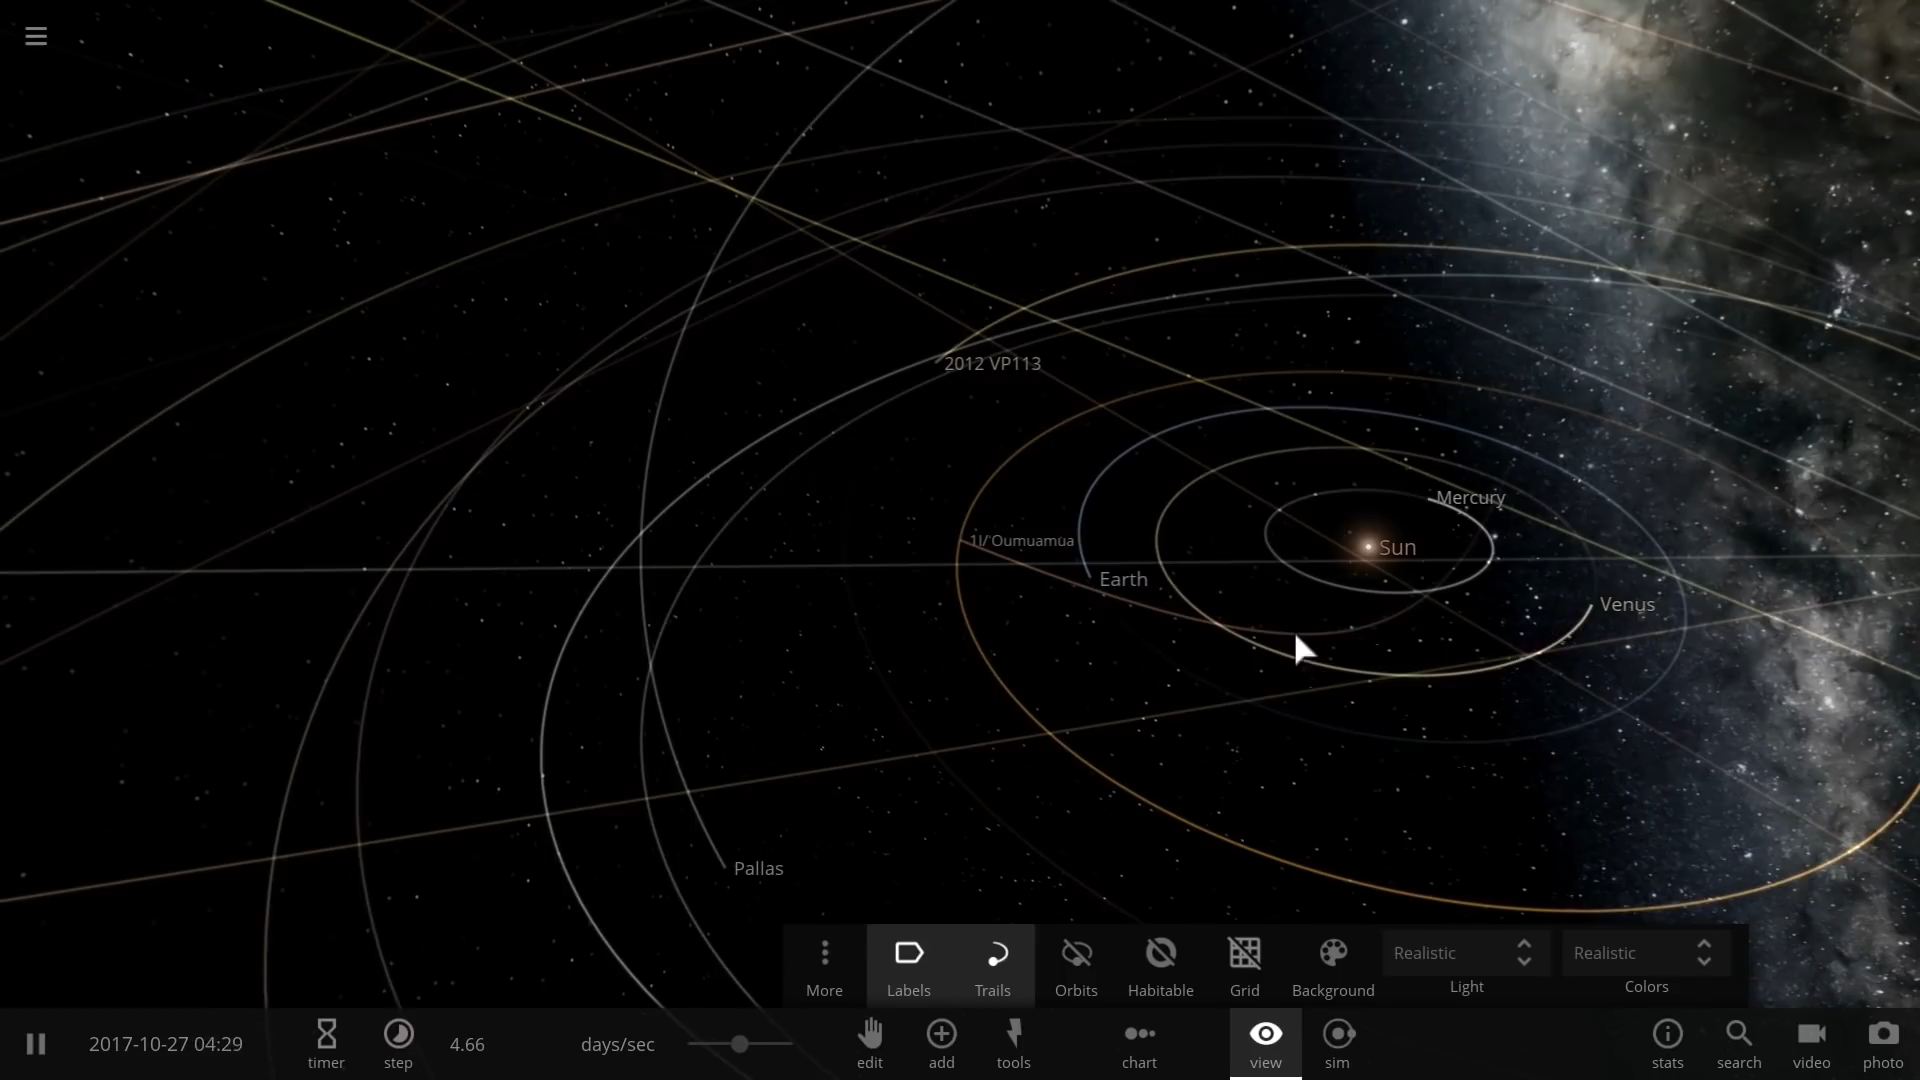 2012 VP113
Mercury
1I/'Oumuamua
Sun
Earth
Venus
Pallas
More
Labels
Trails
Orbits
Habitable
Grid
Background
Realistic
Light
Realistic
Colors
2017-10-27 04:29
timer
step
4.66
days/sec
edit
add
tools
chart
view
sim
stats
search
video
photo